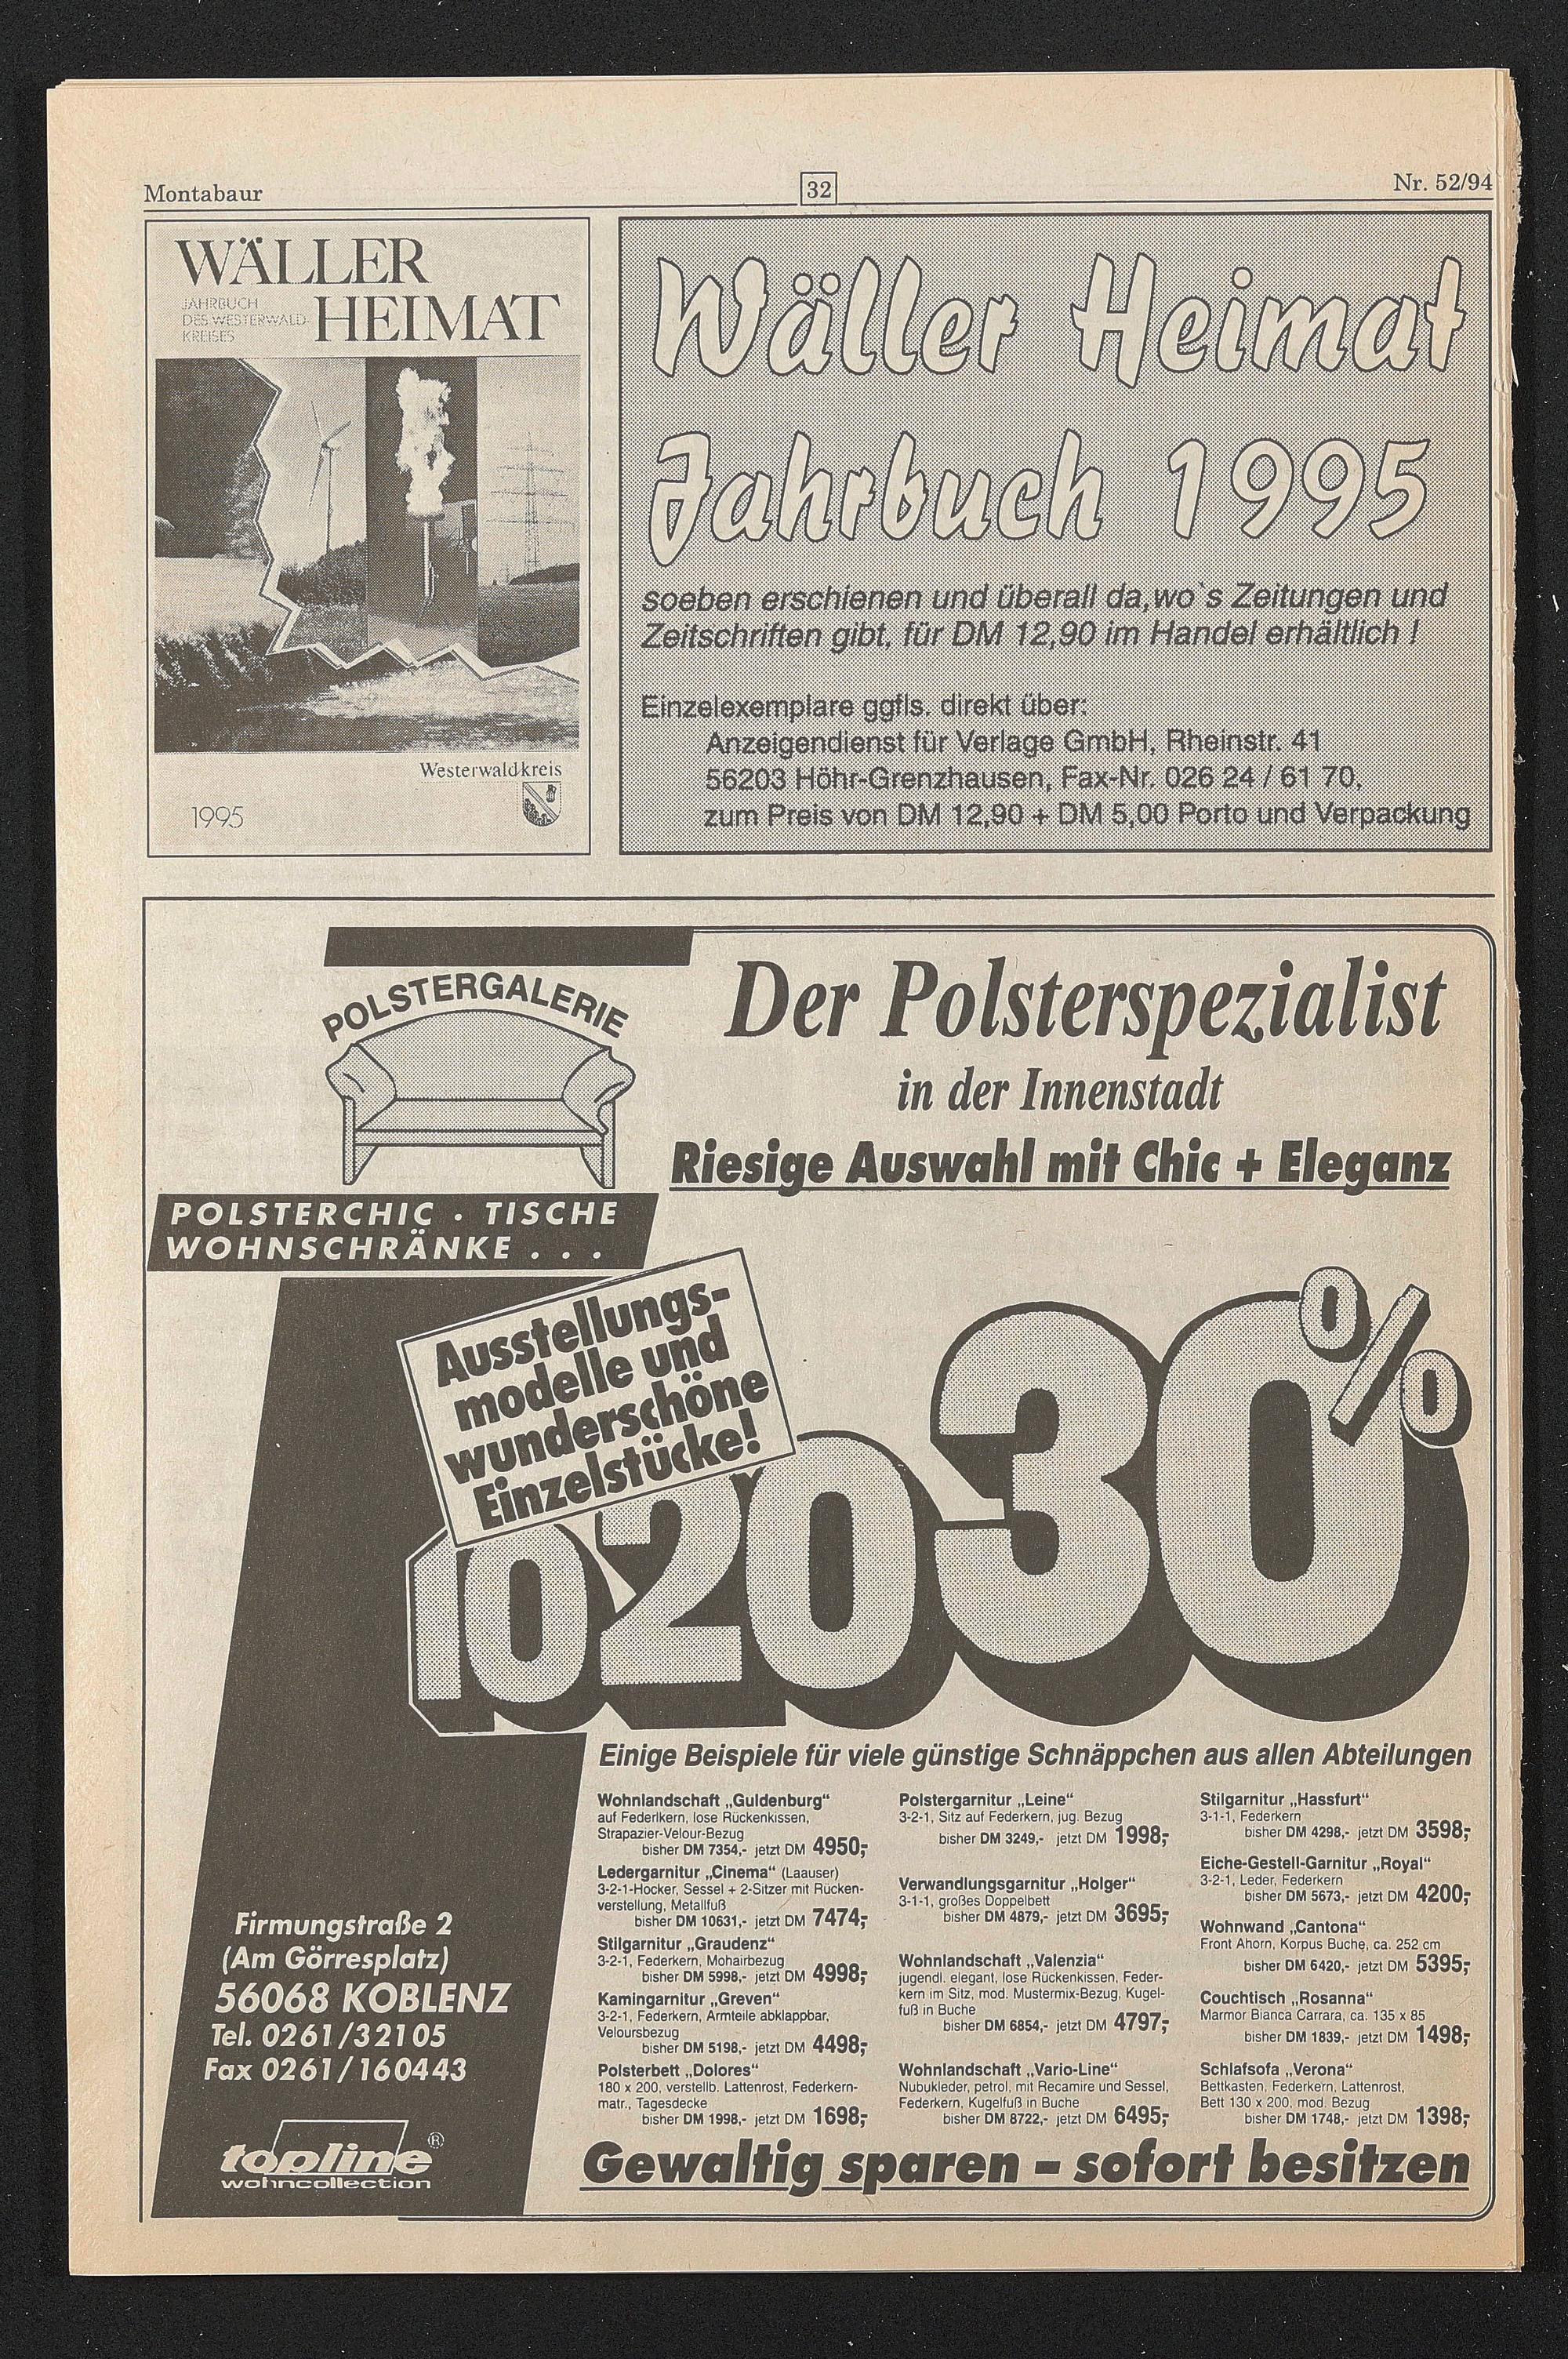 Montabaur
32
Nr. 52/94
WÄLLER
JAHRBUCH
DES WESTERWALD-
KREISES
HEIMAT
Westerwaldkreis
1995
Wäller Heimat
Jahrbuch 1995
soeben erschienen und überall da,wo`s Zeitungen und
Zeitschriften gibt, für DM 12,90 im Handel erhältlich !
Einzelexemplare ggfls. direkt über:
Anzeigendienst für Verlage GmbH, Rheinstr. 41
56203 Höhr-Grenzhausen, Fax-Nr. 026 24 / 61 70,
zum Preis von DM 12,90 + DM 5,00 Porto und Verpackung
POLSTERGALERIE
POLSTERCHIC · TISCHE
WOHNSCHRÄNKE . . .
Der Polsterspezialist
in der Innenstadt
Riesige Auswahl mit Chic + Eleganz
Ausstellungs-
modelle und
wunderschöne
Einzelstücke!
10 20 30%
Einige Beispiele für viele günstige Schnäppchen aus allen Abteilungen
Wohnlandschaft „Guldenburg“
auf Federlkern, lose Rückenkissen,
Strapazier-Velour-Bezug
bisher DM 7354,- jetzt DM 4950,-
Ledergarnitur „Cinema“ (Laauser)
3-2-1-Hocker, Sessel + 2-Sitzer mit Rücken-
verstellung, Metallfuß
bisher DM 10631,- jetzt DM 7474,-
Stilgarnitur „Graudenz“
3-2-1, Federkern, Mohairbezug
bisher DM 5998,- jetzt DM 4998,-
Kamingarnitur „Greven“
3-2-1, Federkern, Armteile abklappbar,
Veloursbezug
bisher DM 5198,- jetzt DM 4498,-
Polsterbett „Dolores“
180 x 200, verstellb. Lattenrost, Federkern-
matr., Tagesdecke
bisher DM 1998,- jetzt DM 1698,-
Polstergarnitur „Leine“
3-2-1, Sitz auf Federkern, jug. Bezug
bisher DM 3249,- jetzt DM 1998,-
Verwandlungsgarnitur „Holger“
3-1-1, großes Doppelbett
bisher DM 4879,- jetzt DM 3695,-
Wohnlandschaft „Valenzia“
jugendl. elegant, lose Rückenkissen, Feder-
kern im Sitz, mod. Mustermix-Bezug, Kugel-
fuß in Buche
bisher DM 6854,- jetzt DM 4797,-
Wohnlandschaft „Vario-Line“
Nubukleder, petrol, mit Recamire und Sessel,
Federkern, Kugelfuß in Buche
bisher DM 8722,- jetzt DM 6495,-
Stilgarnitur „Hassfurt“
3-1-1, Federkern
bisher DM 4298,- jetzt DM 3598,-
Eiche-Gestell-Garnitur „Royal“
3-2-1, Leder, Federkern
bisher DM 5673,- jetzt DM 4200,-
Wohnwand „Cantona“
Front Ahorn, Korpus Buche, ca. 252 cm
bisher DM 6420,- jetzt DM 5395,-
Couchtisch „Rosanna“
Marmor Bianca Carrara, ca. 135 x 85
bisher DM 1839,- jetzt DM 1498,-
Schlafsofa „Verona“
Bettkasten, Federkern, Lattenrost,
Bett 130 x 200, mod. Bezug
bisher DM 1748,- jetzt DM 1398,-
Firmungstraße 2
(Am Görresplatz)
56068 KOBLENZ
Tel. 0261/32105
Fax 0261/160443
topline®
wohncollection
Gewaltig sparen – sofort besitzen